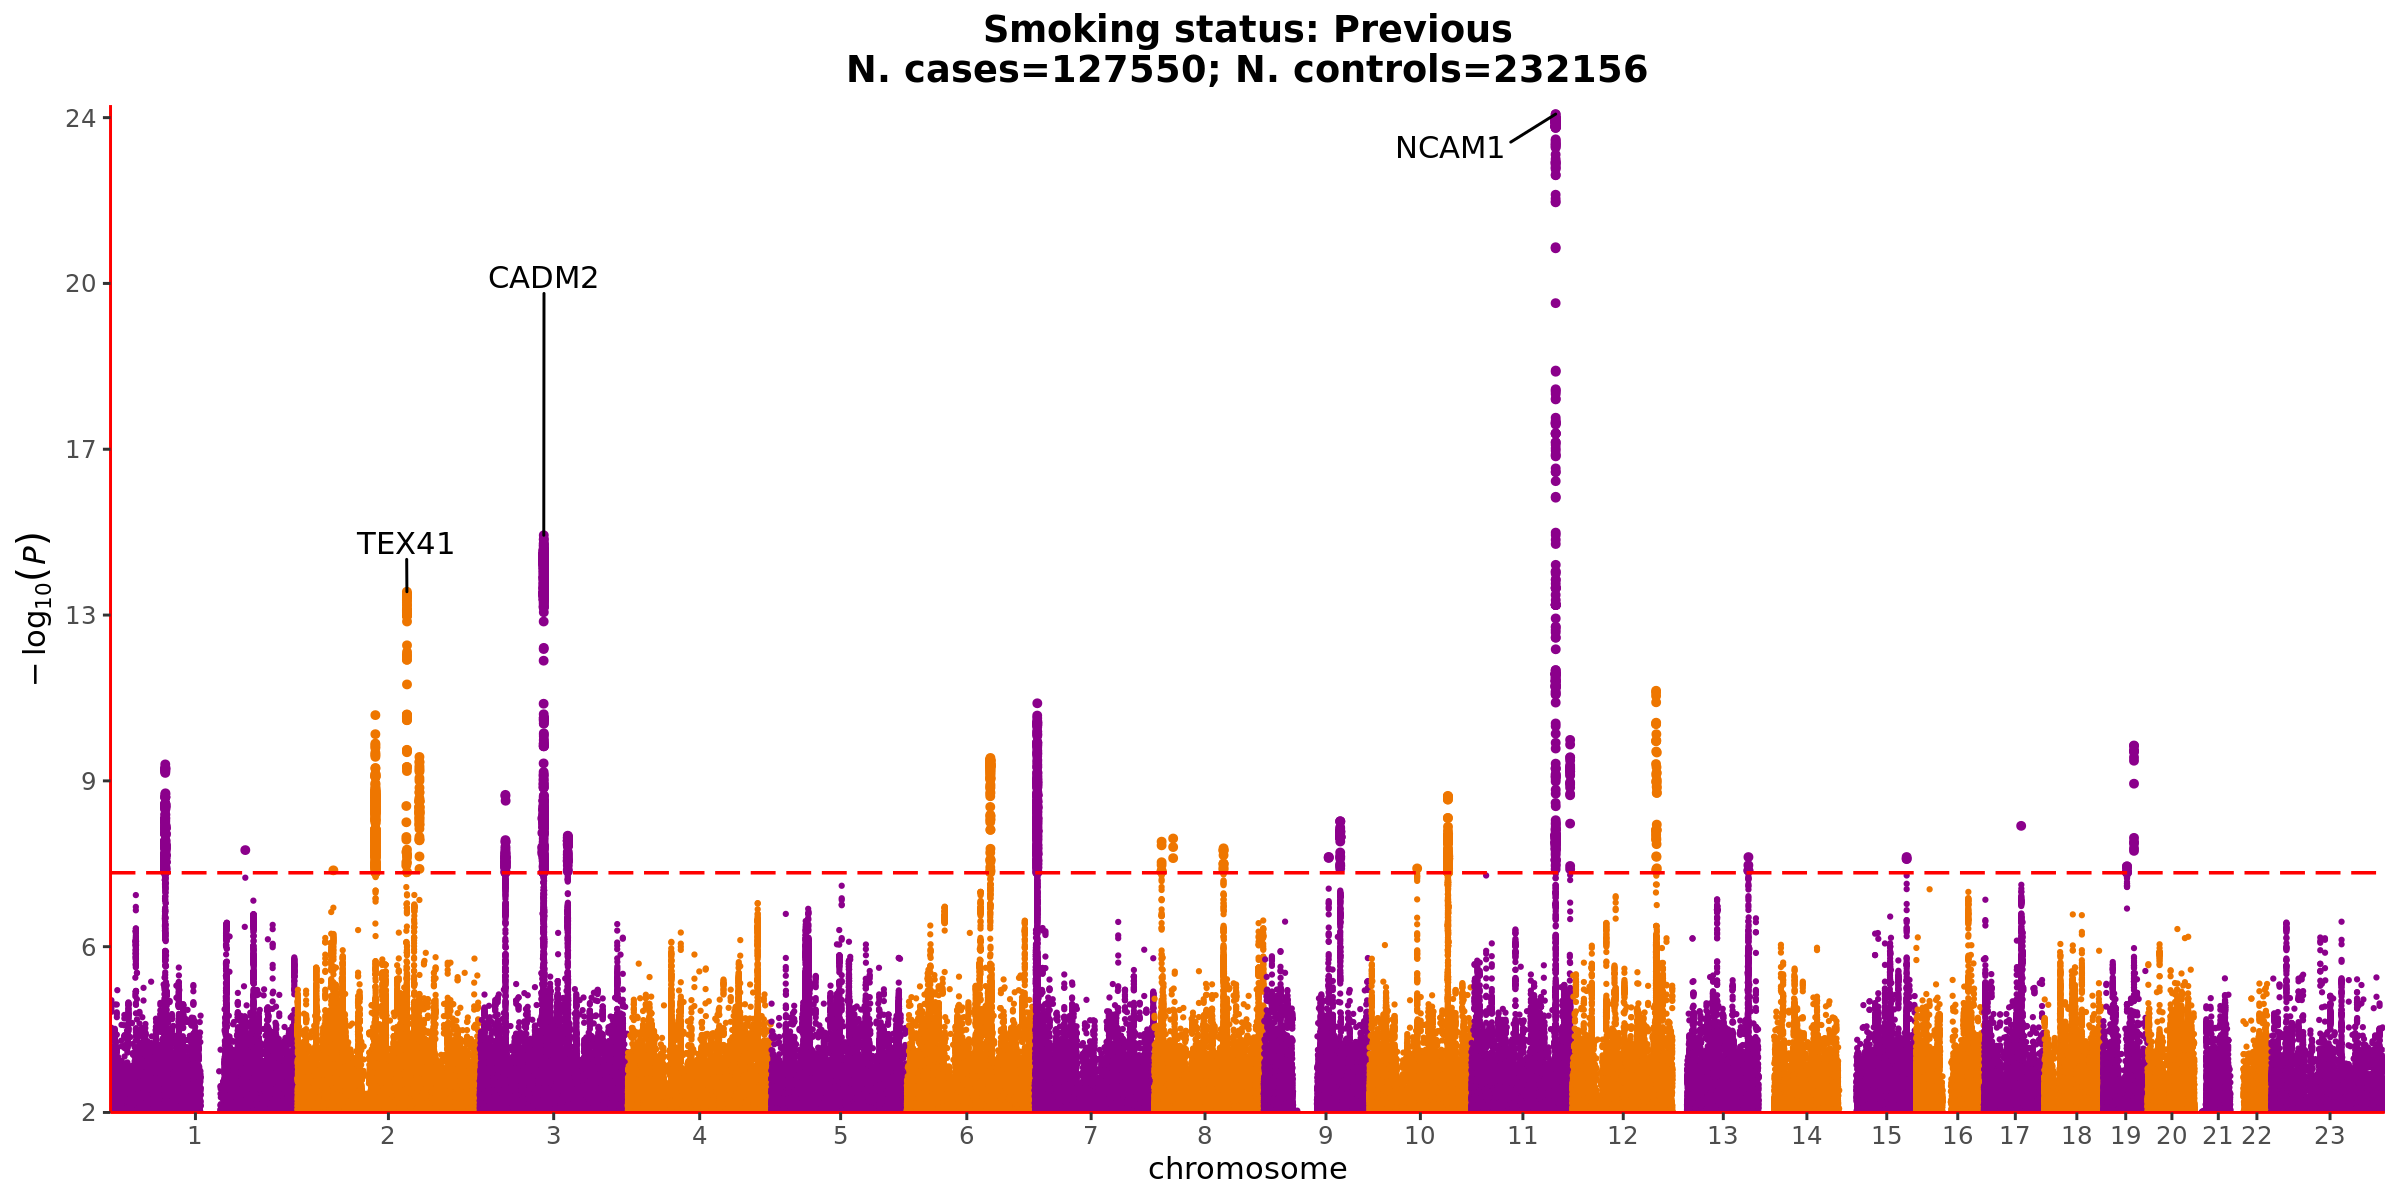 Smoking status: Previous
N. cases=127550; N. controls=232156
24
NCAM1
20
CADM2
17
TEX41
13
9
6
2
−log10(P)
1 2 3 4 5 6 7 8 9 10 11 12 13 14 15 16 17 18 19 20 21 22 23
chromosome